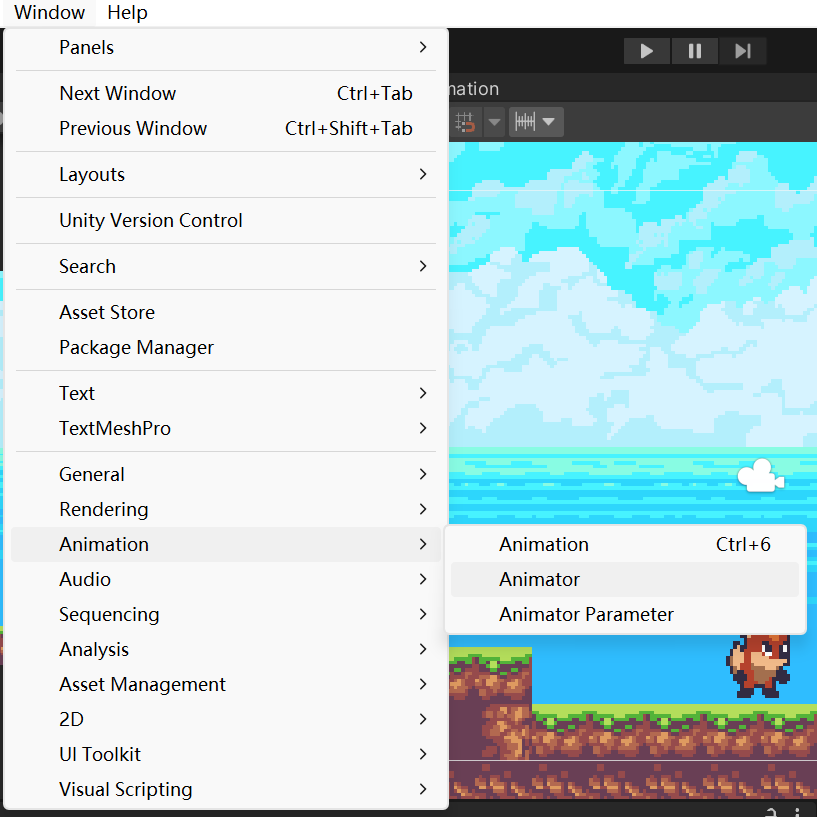 Window Help
Panels
Next Window Ctrl+Tab
Previous Window Ctrl+Shift+Tab
mation
Layouts
Unity Version Control
Search
Asset Store
Package Manager
Text
TextMeshPro
General
Rendering
Animation
Animation Ctrl+6
Audio
Animator
Sequencing
Animator Parameter
Analysis
Asset Management
2D
UI Toolkit
Visual Scripting